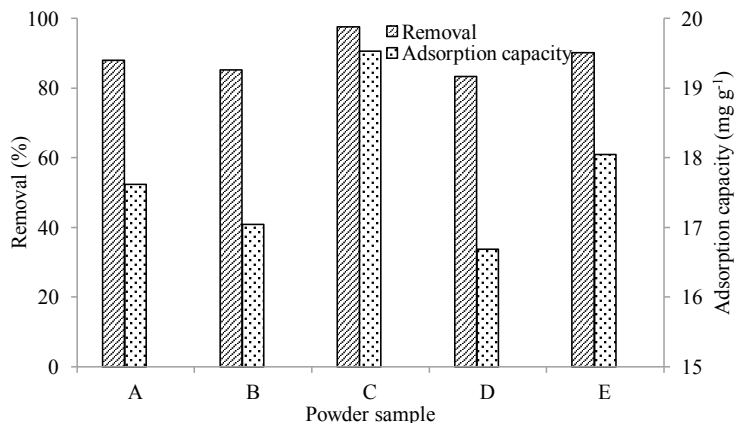 100
80
60
40
20
0
Removal (%)
Removal
Adsorption capacity
20
19
18
17
16
15
Adsorption capacity (mg g-1)
A B C D E
Powder sample